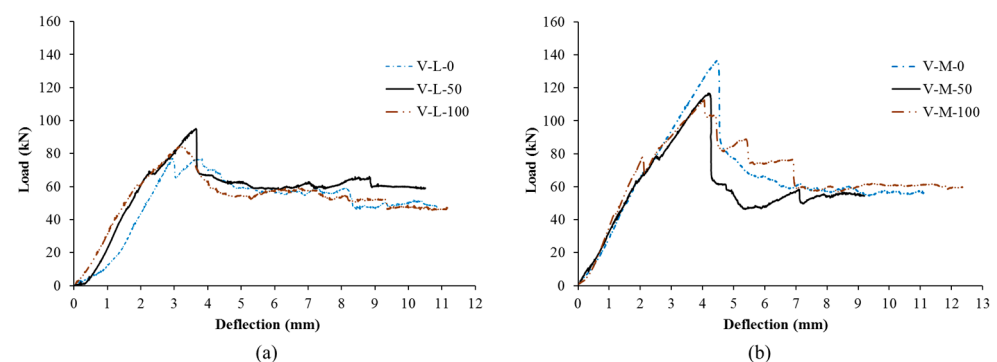 160
140
120
100
80
60
40
20
0
Load (kN)
0 1 2 3 4 5 6 7 8 9 10 11 12
Deflection (mm)
V-L-0
V-L-50
V-L-100
(a)
160
140
120
100
80
60
40
20
0
Load (kN)
0 1 2 3 4 5 6 7 8 9 10 11 12 13
Deflection (mm)
V-M-0
V-M-50
V-M-100
(b)